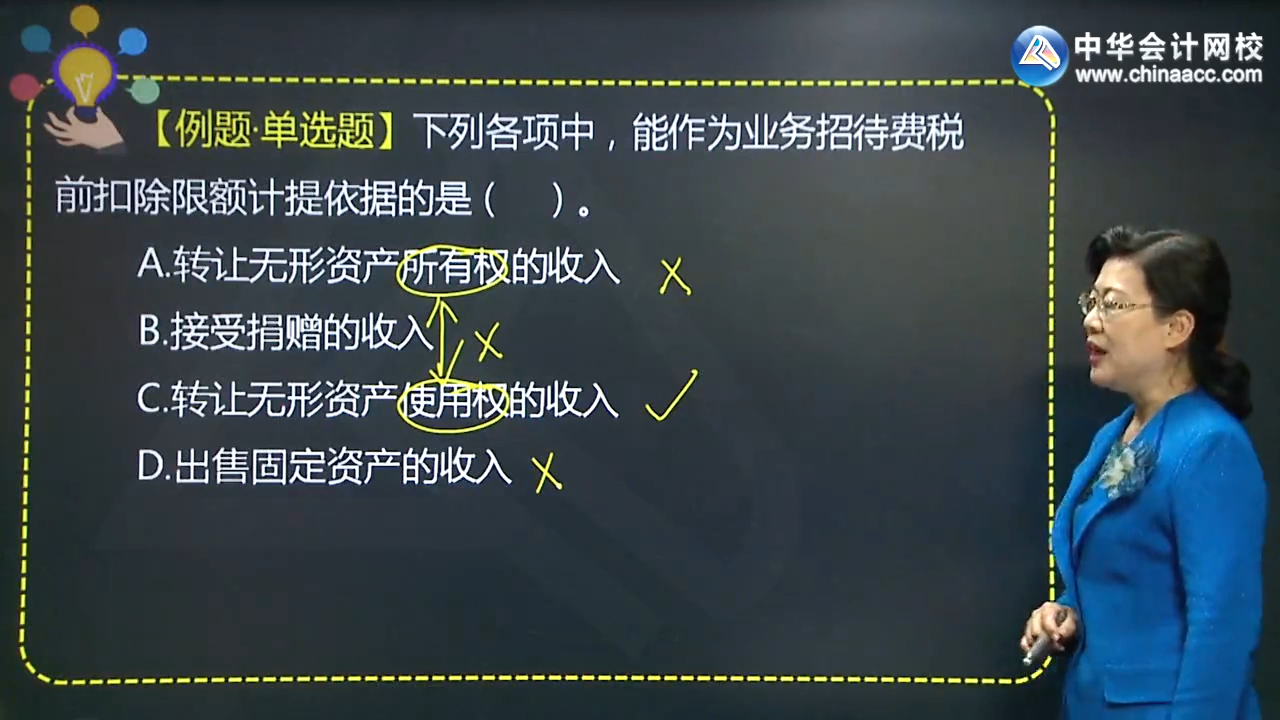 中华会计网校
www.chinaacc.com
【例题·单选题】下列各项中，能作为业务招待费税
前扣除限额计提依据的是（ ）。
A.转让无形资产所有权的收入
B.接受捐赠的收入
C.转让无形资产使用权的收入
D.出售固定资产的收入